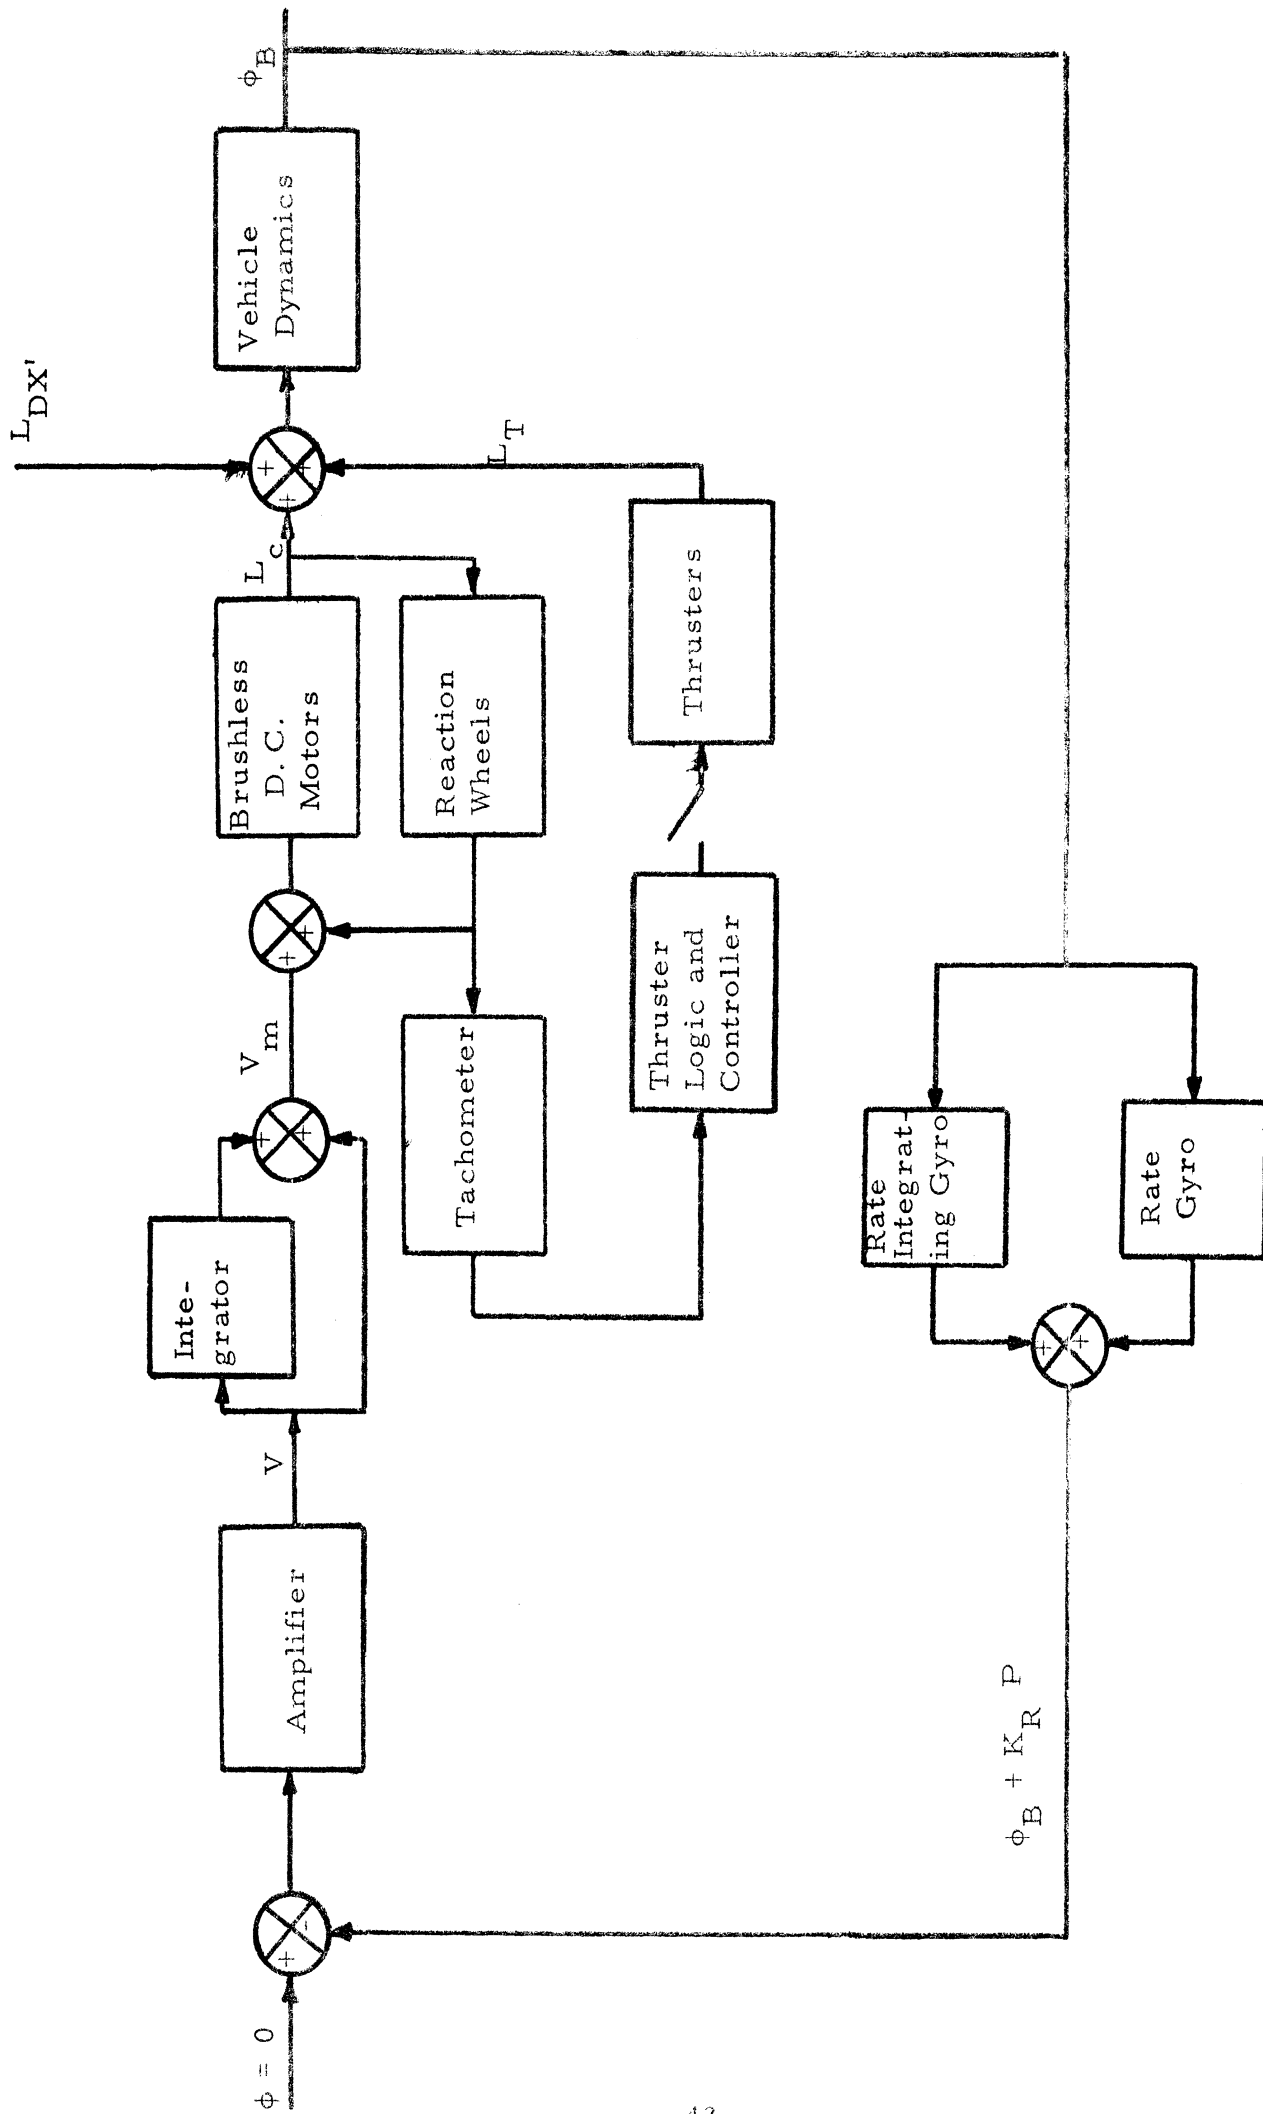 ϕ = 0
+
-
Amplifier
V
Inte-
grator
+
+
V m
+
+
Brushless
D. C.
Motors
L c
+
+
+
L DX'
Vehicle
Dynamics
ϕ B
Reaction
Wheels
Tachometer
Thruster
Logic and
Controller
Thrusters
L T
Rate
Integrat-
ing Gyro
Rate
Gyro
+
+
ϕ B + K R P